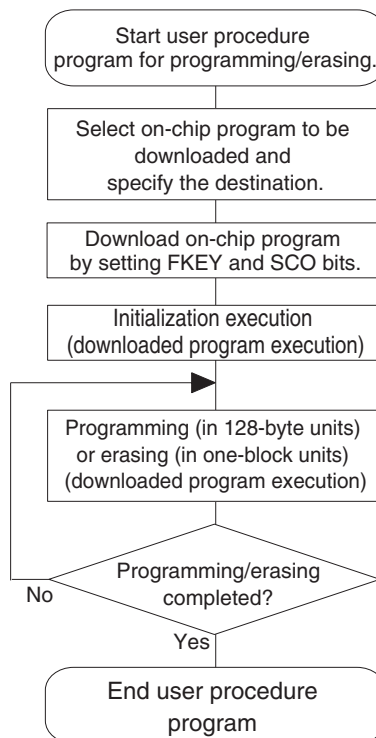 Start user procedure
program for programming/erasing.
Select on-chip program to be
downloaded and
specify the destination.
Download on-chip program
by setting FKEY and SCO bits.
Initialization execution
(downloaded program execution)
Programming (in 128-byte units)
or erasing (in one-block units)
(downloaded program execution)
Programming/erasing
completed?
No
Yes
End user procedure
program